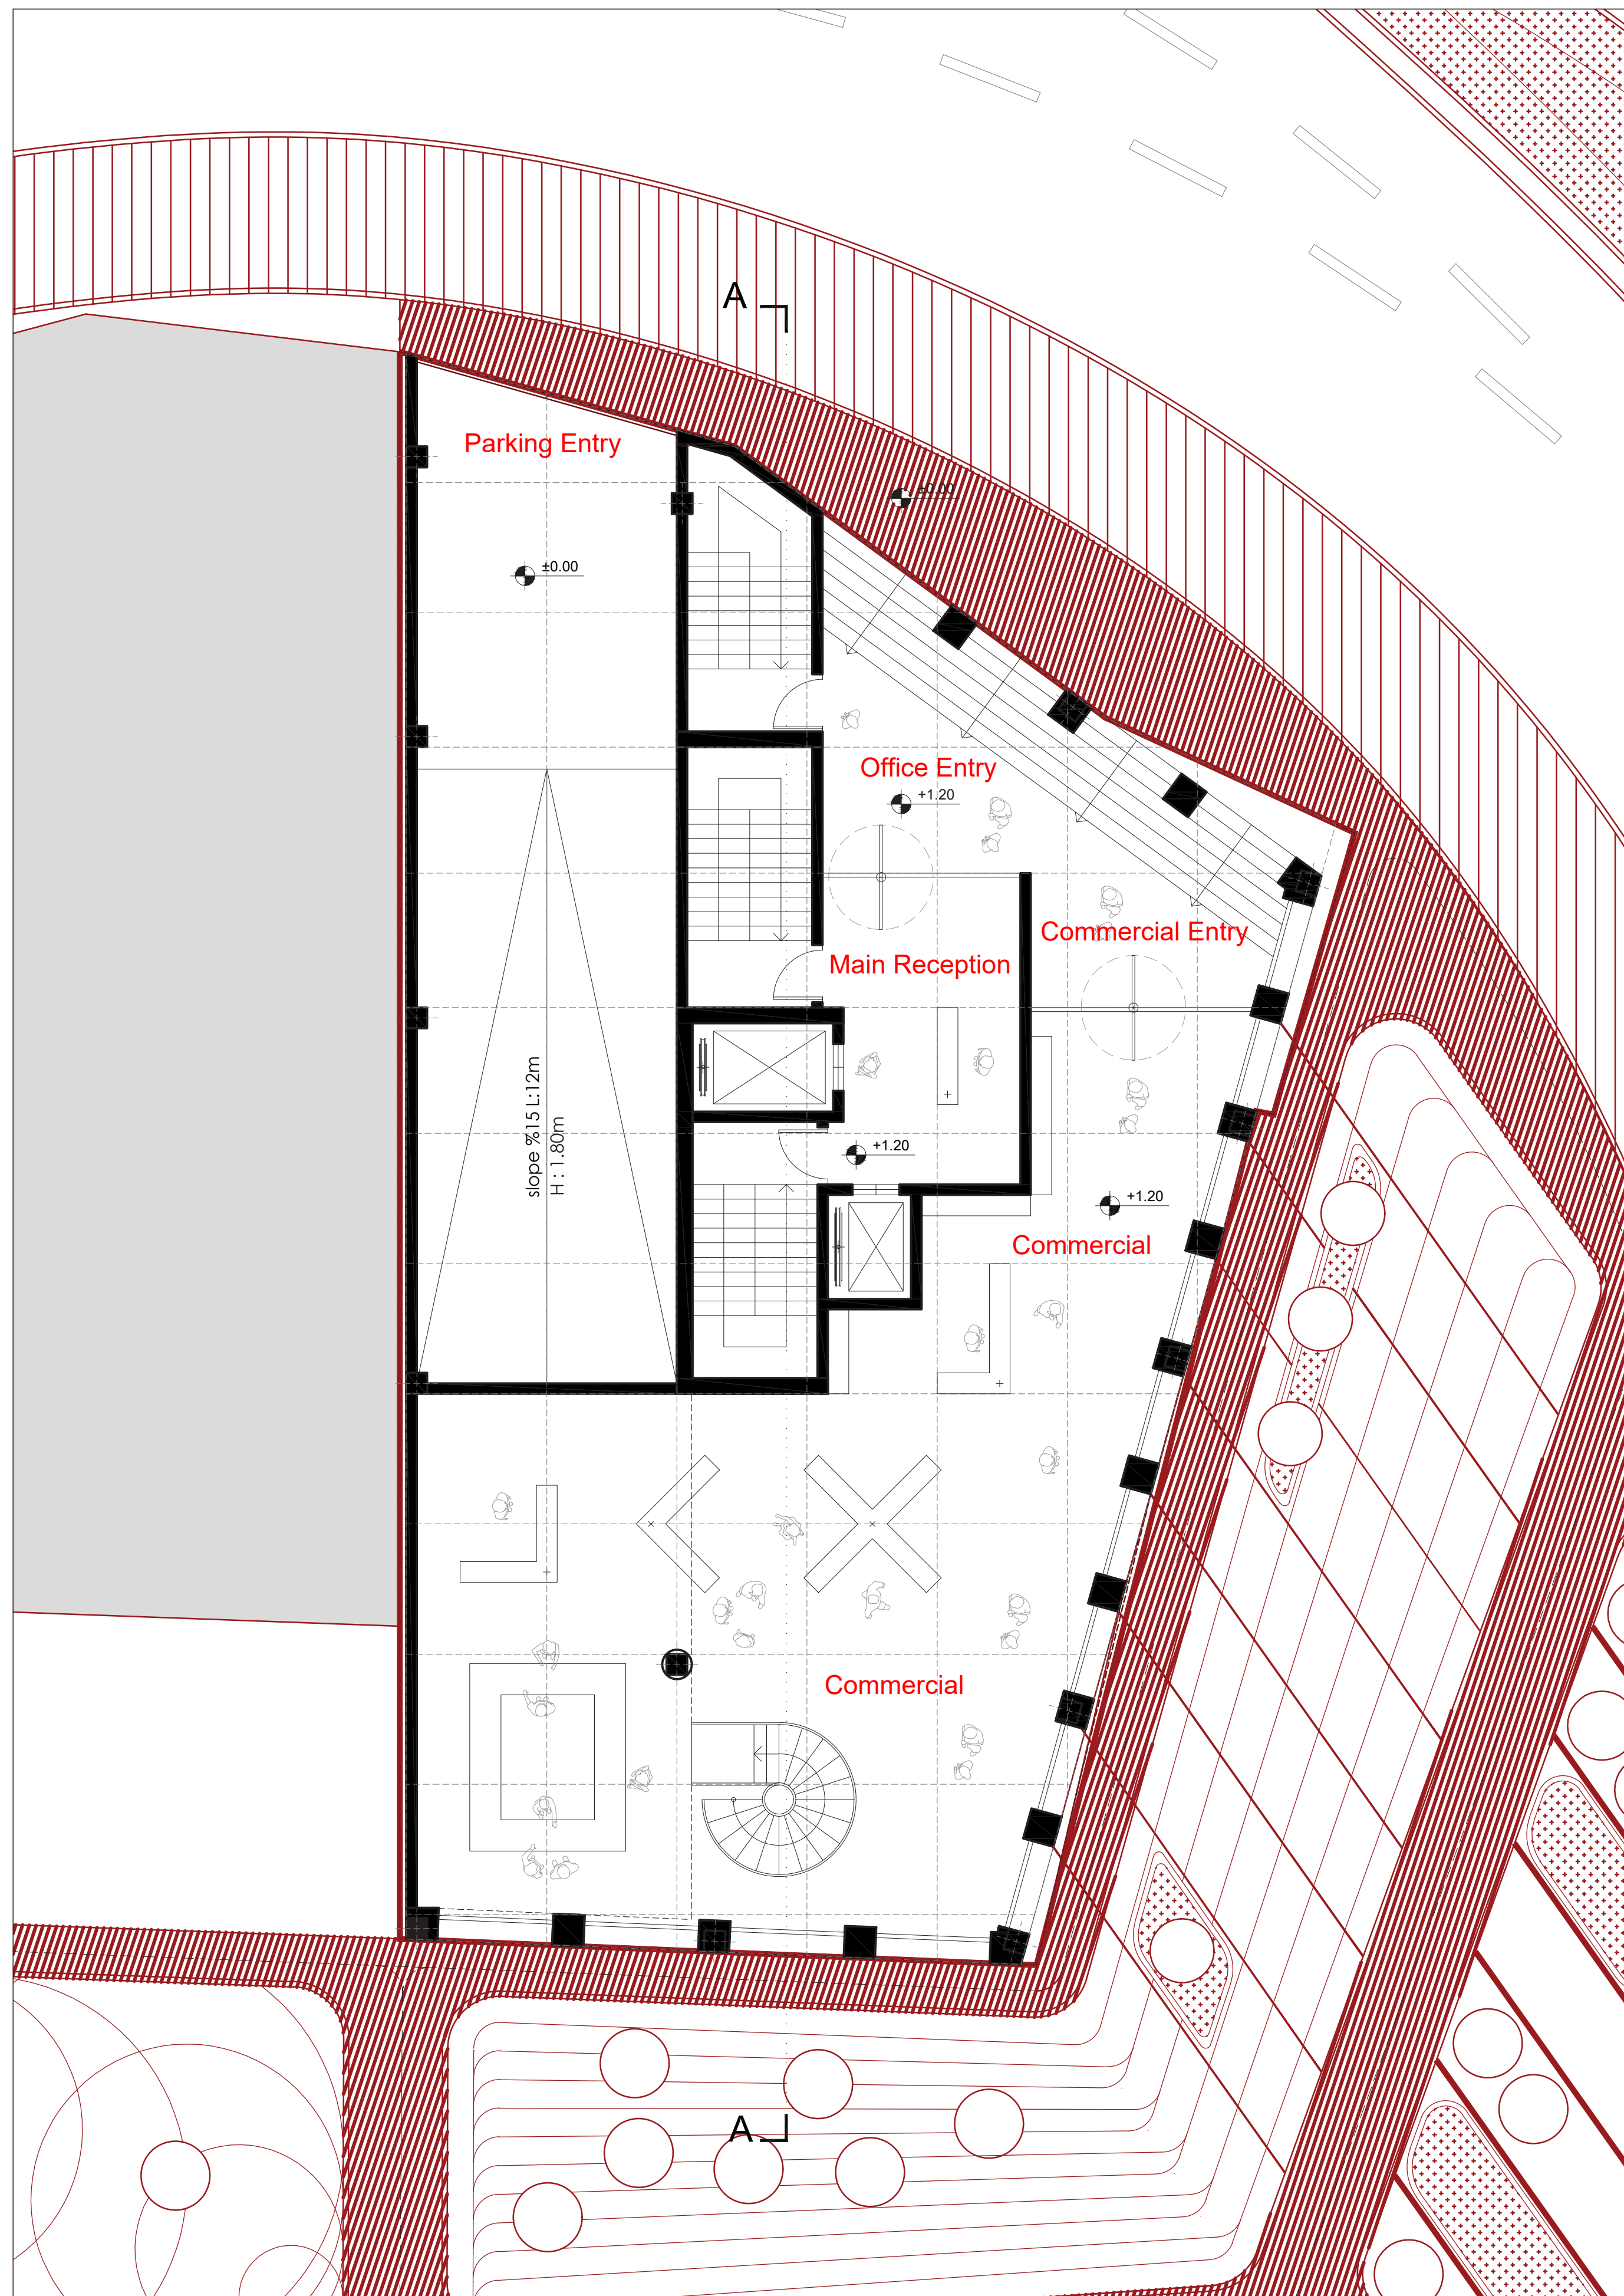 A
Parking Entry
±0.00
±0.00
Office Entry
+1.20
Commercial Entry
Main Reception
slope %15 L:12m
H : 1.80m
+1.20
+1.20
Commercial
Commercial
A